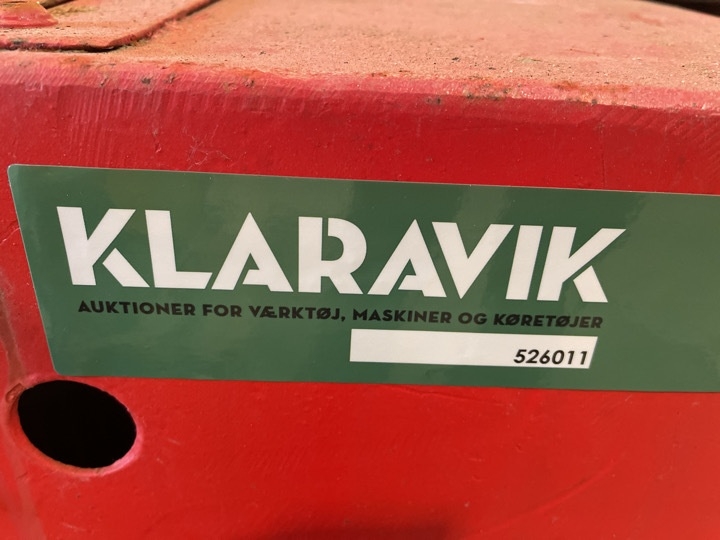 KLARAVIK
AUKTIONER FOR VÆRKTØJ, MASKINER OG KØRETØJER
526011